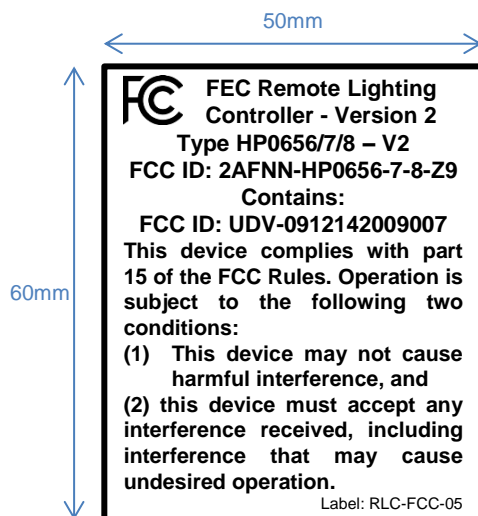 50mm
60mm
FC FEC Remote Lighting
Controller - Version 2
Type HP0656/7/8 – V2
FCC ID: 2AFNN-HP0656-7-8-Z9
Contains:
FCC ID: UDV-0912142009007
This device complies with part
15 of the FCC Rules. Operation is
subject to the following two
conditions:
(1) This device may not cause
harmful interference, and
(2) this device must accept any
interference received, including
interference that may cause
undesired operation.
Label: RLC-FCC-05